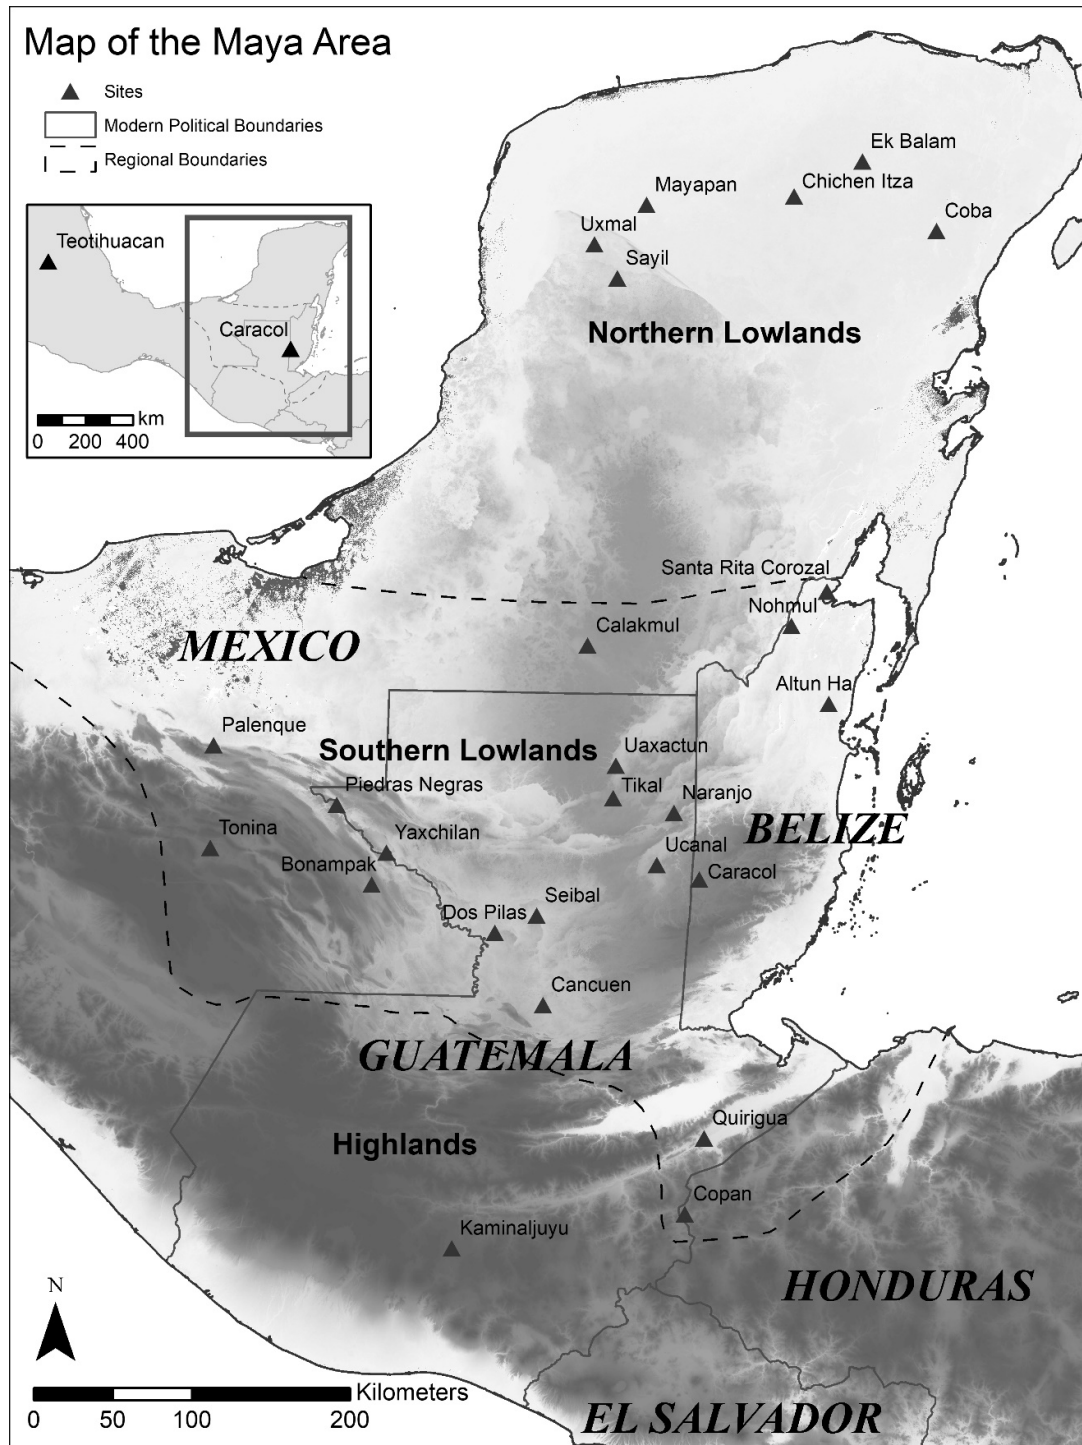 Map of the Maya Area
Sites
Modern Political Boundaries
Regional Boundaries
Teotihuacan
Caracol
km
0 200 400
Ek Balam
Chichen Itza
Mayapan
Coba
Uxmal
Sayil
Northern Lowlands
Santa Rita Corozal
Nohmul
Calakmul
MEXICO
Altun Ha
Palenque
Southern Lowlands
Uaxactun
Piedras Negras
Tikal
Naranjo
BELIZE
Tonina
Yaxchilan
Bonampak
Ucanal
Caracol
Seibal
Dos Pilas
Cancuen
GUATEMALA
Quirigua
Highlands
Copan
Kaminaljuyu
HONDURAS
N
Kilometers
0 50 100 200
EL SALVADOR